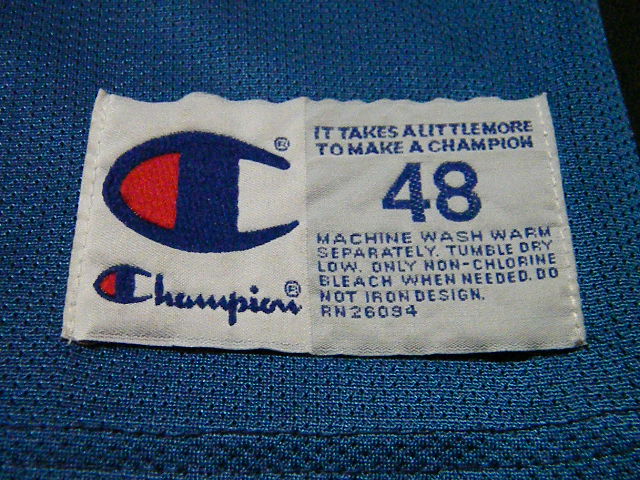 IT TAKES A LITTLE MORE
TO MAKE A CHAMPION
48
MACHINE WASH WARM
SEPARATELY. TUMBLE DRY
LOW. ONLY NON-CHLORINE
BLEACH WHEN NEEDED. DO
NOT IRON DESIGN.
RN26094
®
Champion®